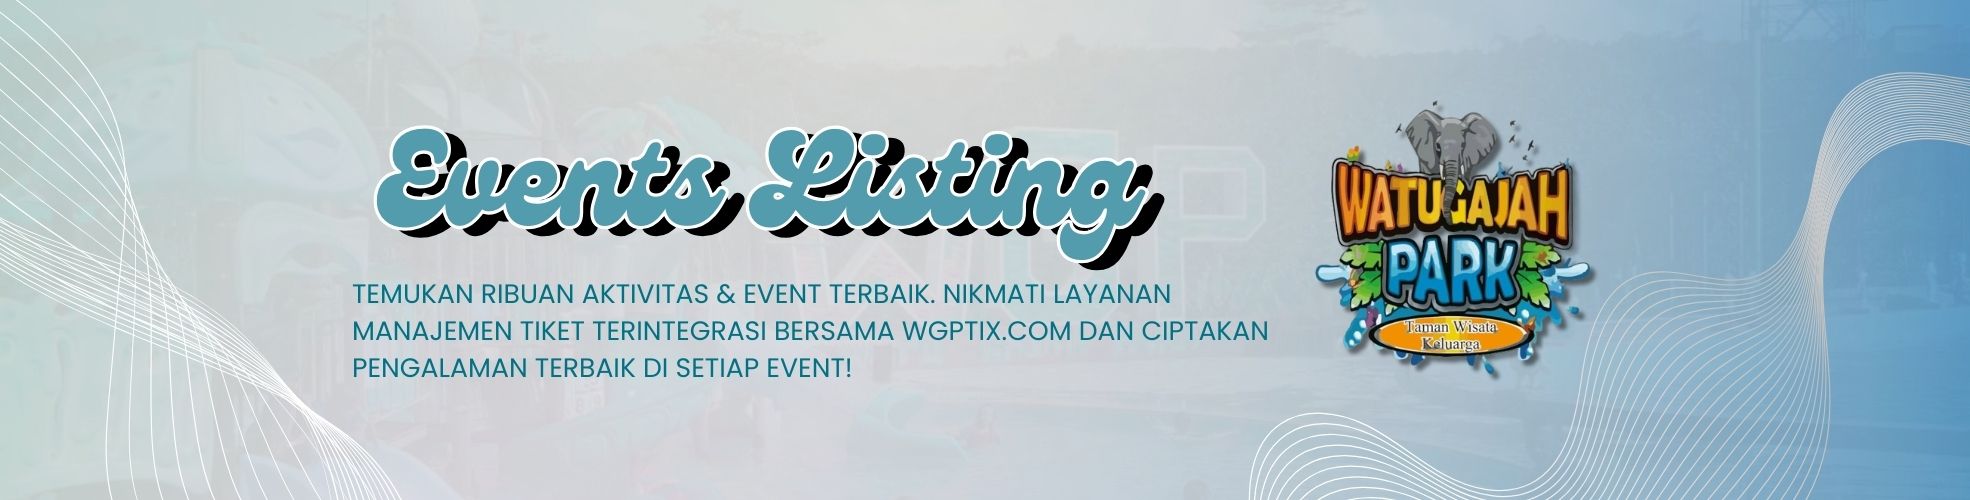 Events Listing
TEMUKAN RIBUAN AKTIVITAS & EVENT TERBAIK. NIKMATI LAYANAN
MANAJEMEN TIKET TERINTEGRASI BERSAMA WGPTIX.COM DAN CIPTAKAN
PENGALAMAN TERBAIK DI SETIAP EVENT!
WATUGAJAH
PARK
Taman Wisata
Keluarga
WGP